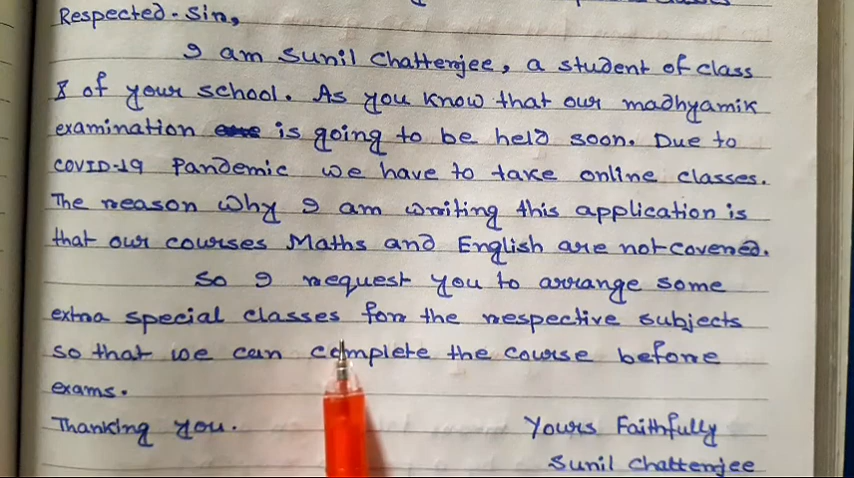 Respected Sir,
I am Sunil Chatterjee, a student of class
X of your school. As you know that our madhyamik
examination is going to be held soon. Due to
COVID-19 Pandemic we have to take online classes.
The reason why I am writing this application is
that our courses Maths and English are not covered.
So I request you to arrange some
extra special classes for the respective subjects
so that we can complete the course before
exams.
Thanking you.
Yours Faithfully
Sunil Chatterjee